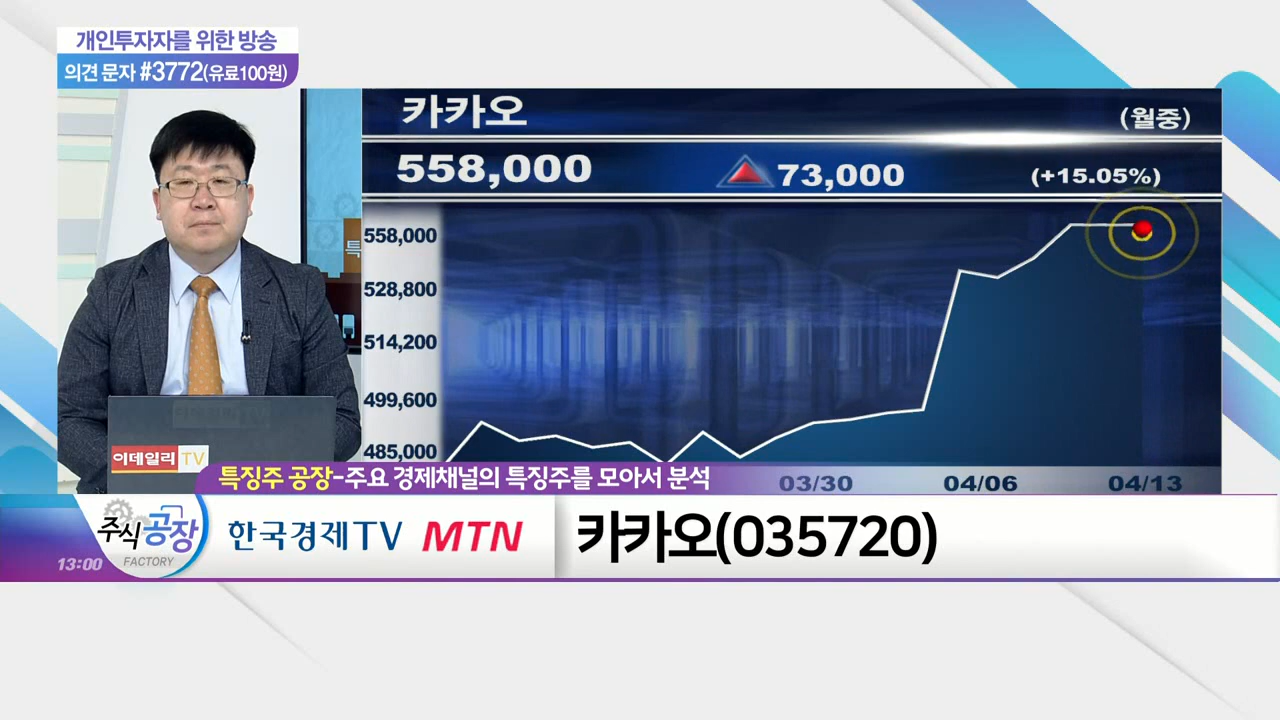 개인투자자를 위한 방송
의견 문자 #3772(유료100원)
카카오
(월중)
558,000
73,000
(+15.05%)
558,000
528,800
514,200
499,600
485,000
03/30
04/06
04/13
특
이데일리 TV
특징주 공장-주요 경제채널의 특징주를 모아서 분석
주식공장
FACTORY
13:00
한국경제TV
MTN
카카오(035720)